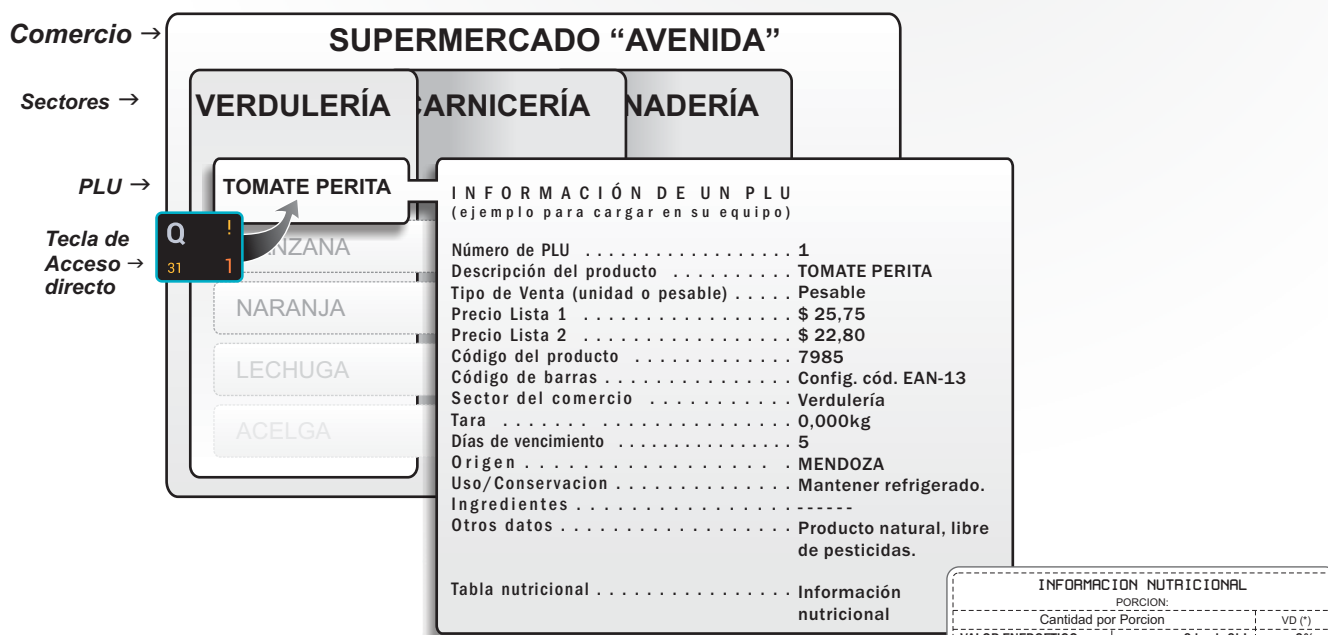 Comercio →
SUPERMERCADO “AVENIDA”
Sectores →
VERDULERÍA
ARNICERÍA
NADERÍA
PLU →
TOMATE PERITA
Tecla de
Acceso →
directo
Q !
31 1
NZANA
NARANJA
LECHUGA
ACELGA
INFORMACIÓN DE UN PLU
(ejemplo para cargar en su equipo)
Número de PLU . . . . . . . . . . . . . . . . . . 1
Descripción del producto . . . . . . . . . . TOMATE PERITA
Tipo de Venta (unidad o pesable) . . . . . Pesable
Precio Lista 1 . . . . . . . . . . . . . . . . . $ 25,75
Precio Lista 2 . . . . . . . . . . . . . . . . . $ 22,80
Código del producto . . . . . . . . . . . . . 7985
Código de barras . . . . . . . . . . . . . . . Config. cód. EAN-13
Sector del comercio . . . . . . . . . . . Verdulería
Tara . . . . . . . . . . . . . . . . . . . . . . 0,000kg
Días de vencimiento . . . . . . . . . . . . . . . . 5
Origen . . . . . . . . . . . . . . . . . . MENDOZA
Uso/Conservacion . . . . . . . . . . . . . . Mantener refrigerado.
Ingredientes . . . . . . . . . . . . . . . . . ------
Otros datos . . . . . . . . . . . . . . . . . . Producto natural, libre
de pesticidas.
Tabla nutricional . . . . . . . . . . . . . . . . Información
nutricional
INFORMACION NUTRICIONAL
PORCION:
Cantidad por Porcion VD (*)